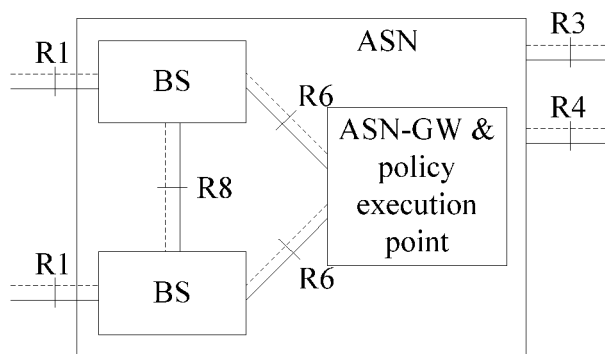 ASN
R1
BS
R6
R3
R4
ASN-GW &
policy
execution
point
R8
R1
BS
R6